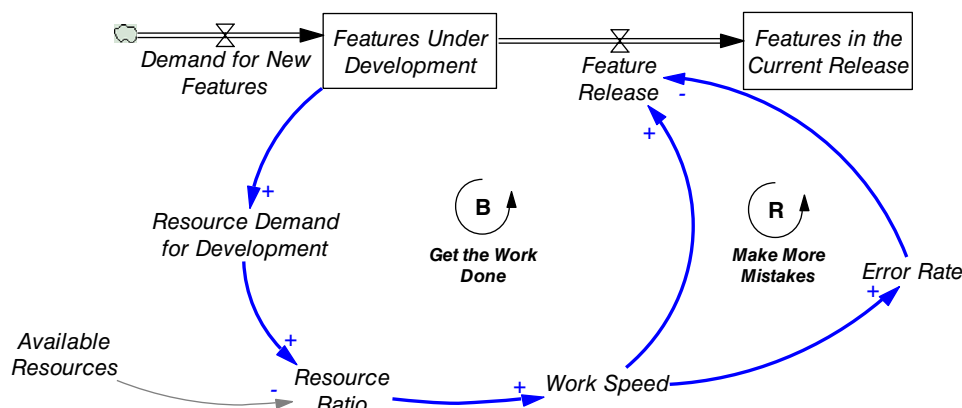 Demand for New
Features
Features Under
Development
Feature
Release
Features in the
Current Release
-
+
+
Resource Demand
for Development
B
Get the Work
Done
R
Make More
Mistakes
Error Rate
+
+
Available
Resources
-
Resource
Ratio
+
Work Speed